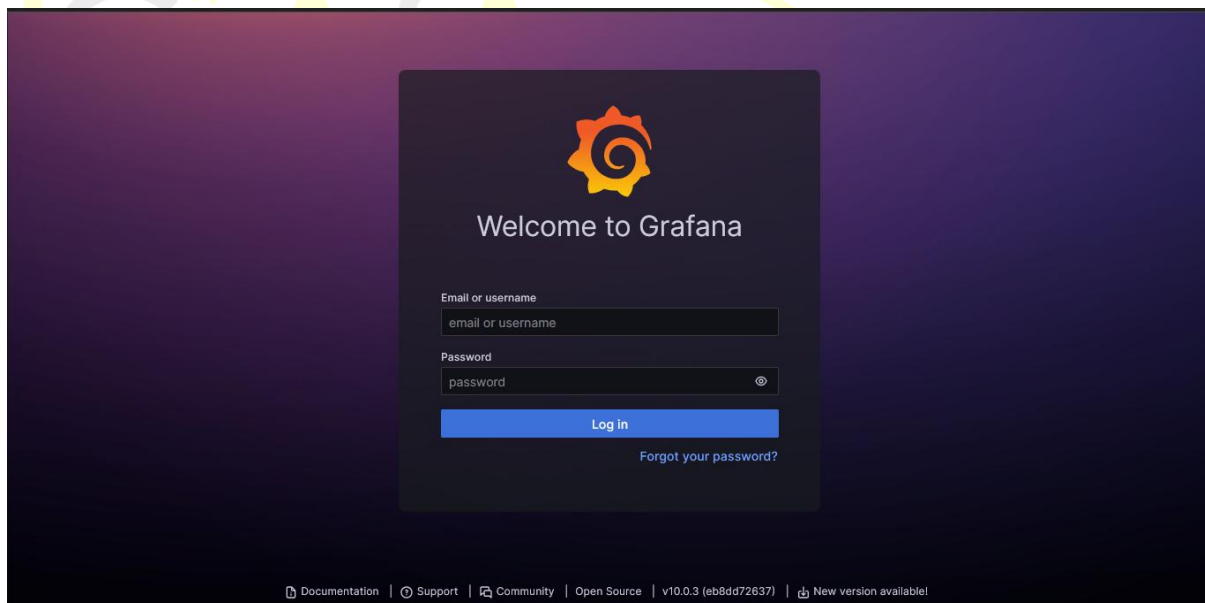 Welcome to Grafana
Email or username
email or username
Password
password
Log in
Forgot your password?
Documentation | Support | Community | Open Source | v10.0.3 (eb8dd72637) | New version available!